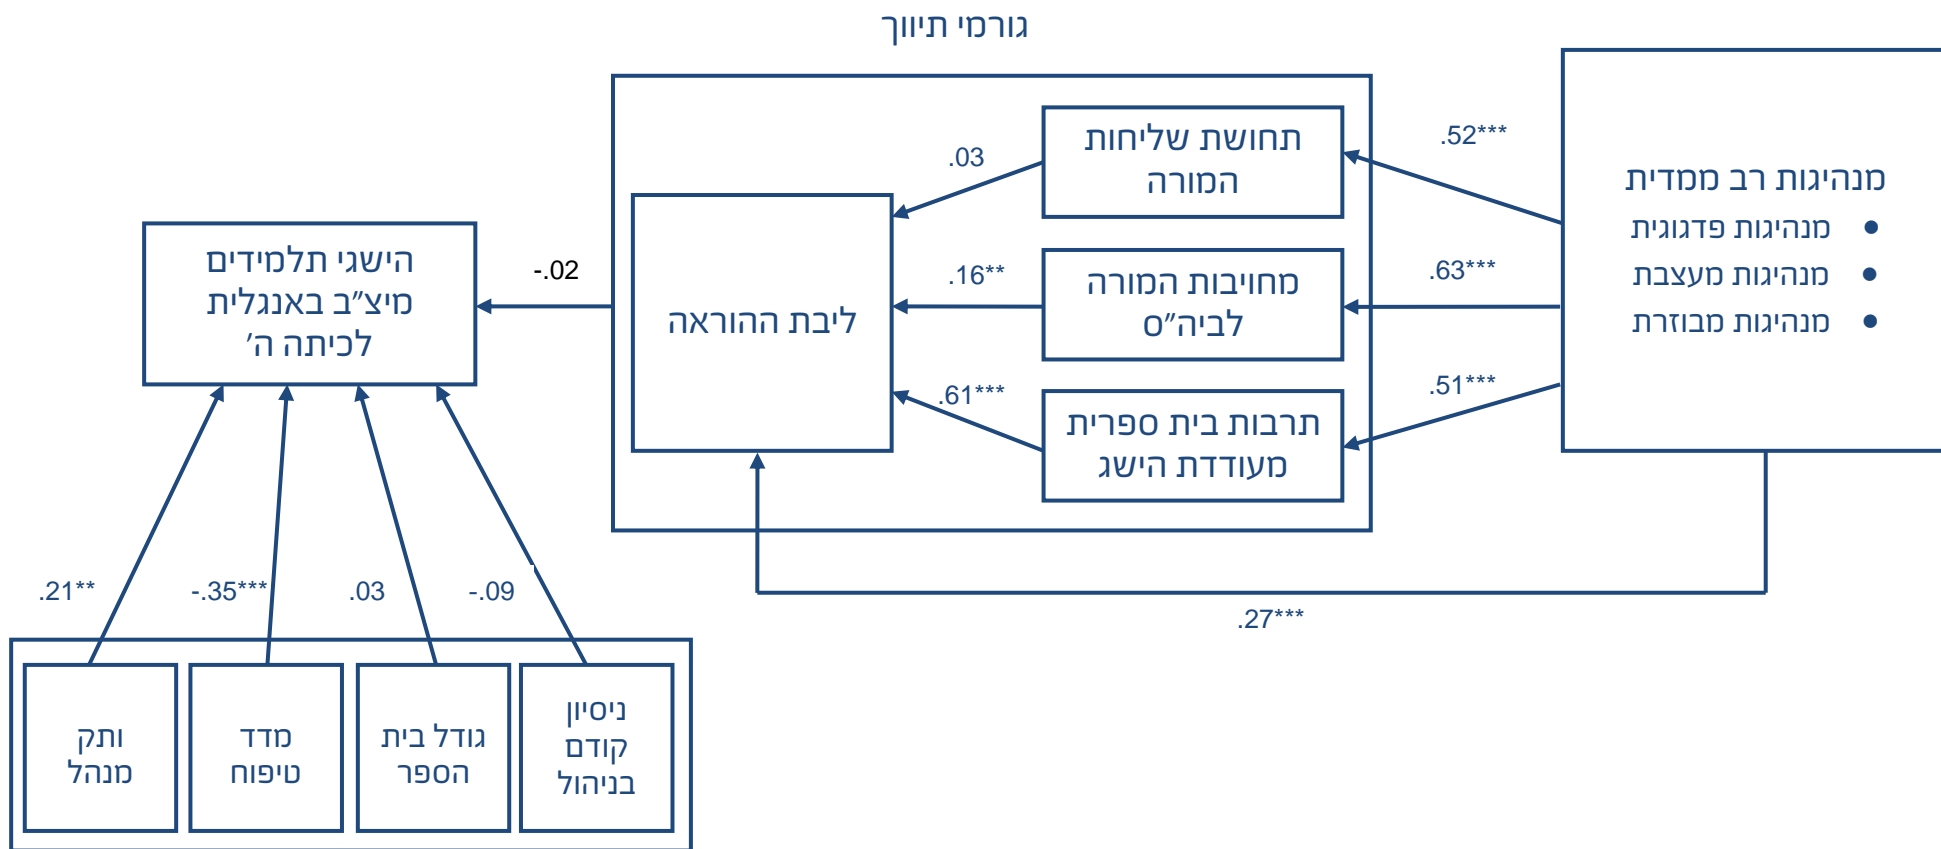 גורמי תיווך
מנהיגות רב ממדית
• מנהיגות פדגוגית
• מנהיגות מעצבת
• מנהיגות מבוזרת
.52***
.63***
.51***
תחושת שליחות
המורה
מחויבות המורה
לביה״ס
תרבות בית ספרית
מעודדת הישג
.03
.16**
.61***
ליבת ההוראה
-.02
הישגי תלמידים
מיצ״ב באנגלית
לכיתה ה׳
.27***
-.09
.03
-.35***
.21**
ניסיון
קודם
בניהול
גודל בית
הספר
מדד
טיפוח
ותק
מנהל